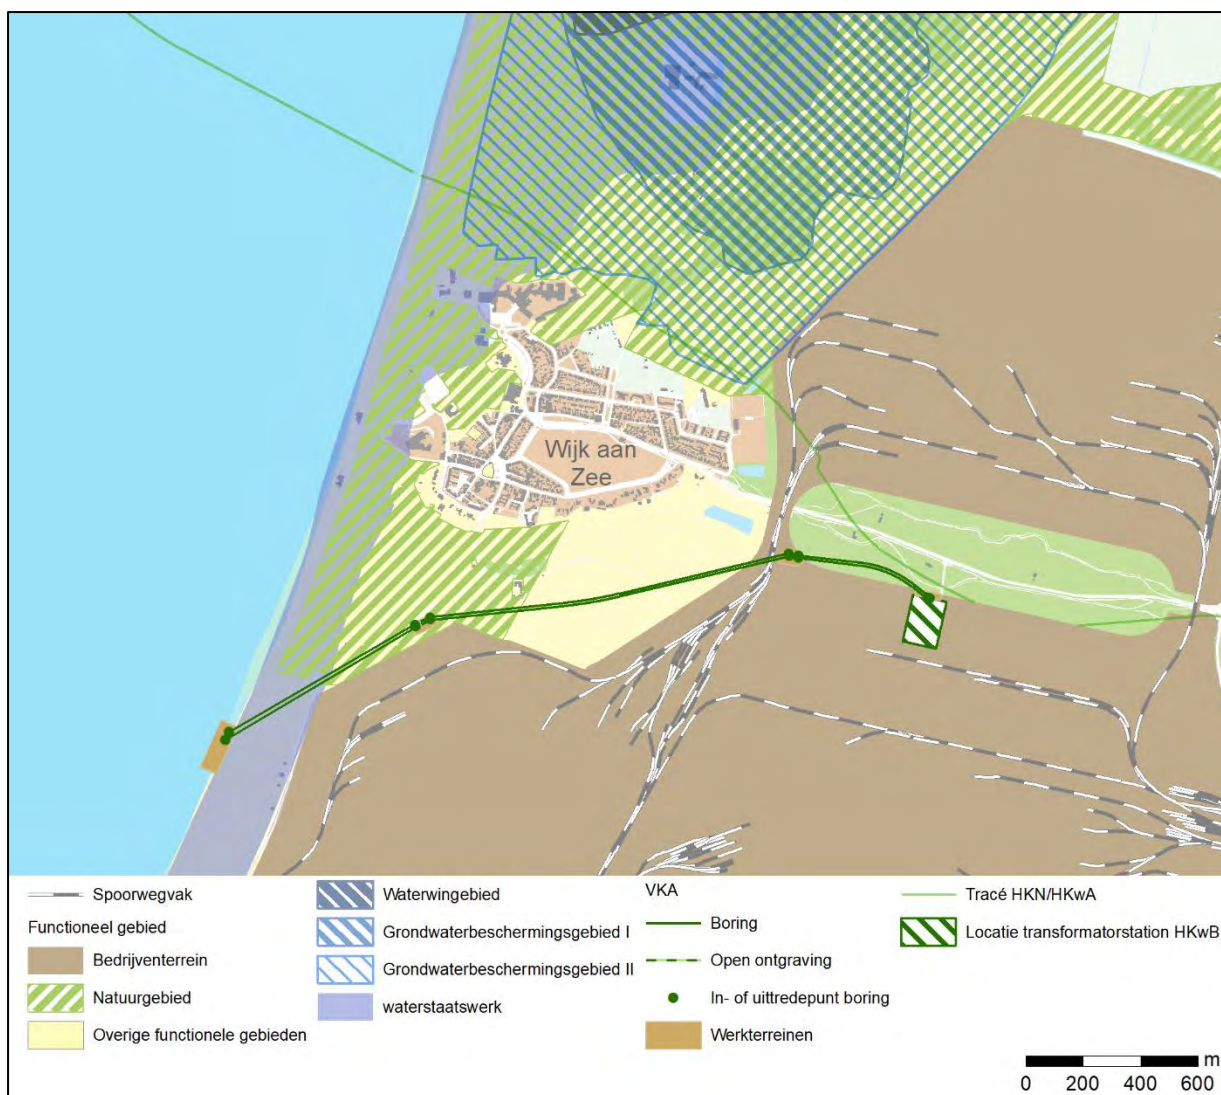 Wijk aan
Zee
Spoorwegvak
Functioneel gebied
Bedrijventerrein
Natuurgebied
Overige functionele gebieden
Waterwingebied
Grondwaterbeschermingsgebied I
Grondwaterbeschermingsgebied II
waterstaatswerk
VKA
Boring
Open ontgraving
In- of uittredepunt boring
Werkterreinen
Tracé HKN/HKwA
Locatie transformatorstation HKwB
m
0 200 400 600